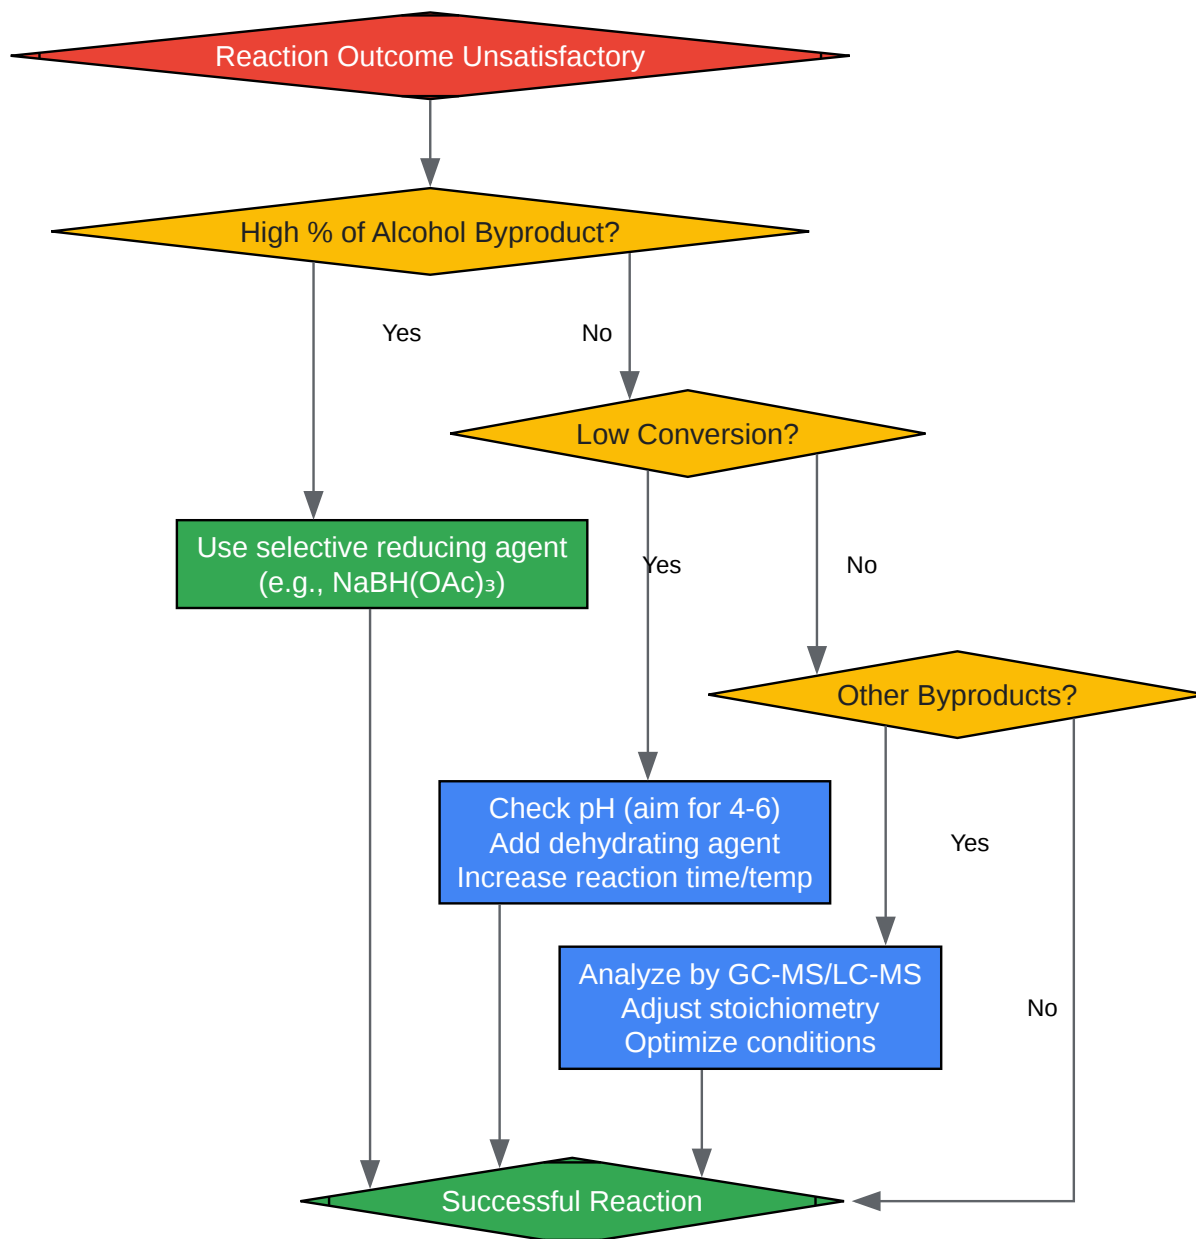 Reaction Outcome Unsatisfactory
High % of Alcohol Byproduct?
Yes
No
Low Conversion?
Use selective reducing agent
(e.g., NaBH(OAc)₃)
Yes
No
Other Byproducts?
Check pH (aim for 4-6)
Add dehydrating agent
Increase reaction time/temp
Yes
Analyze by GC-MS/LC-MS
Adjust stoichiometry
Optimize conditions
No
Successful Reaction